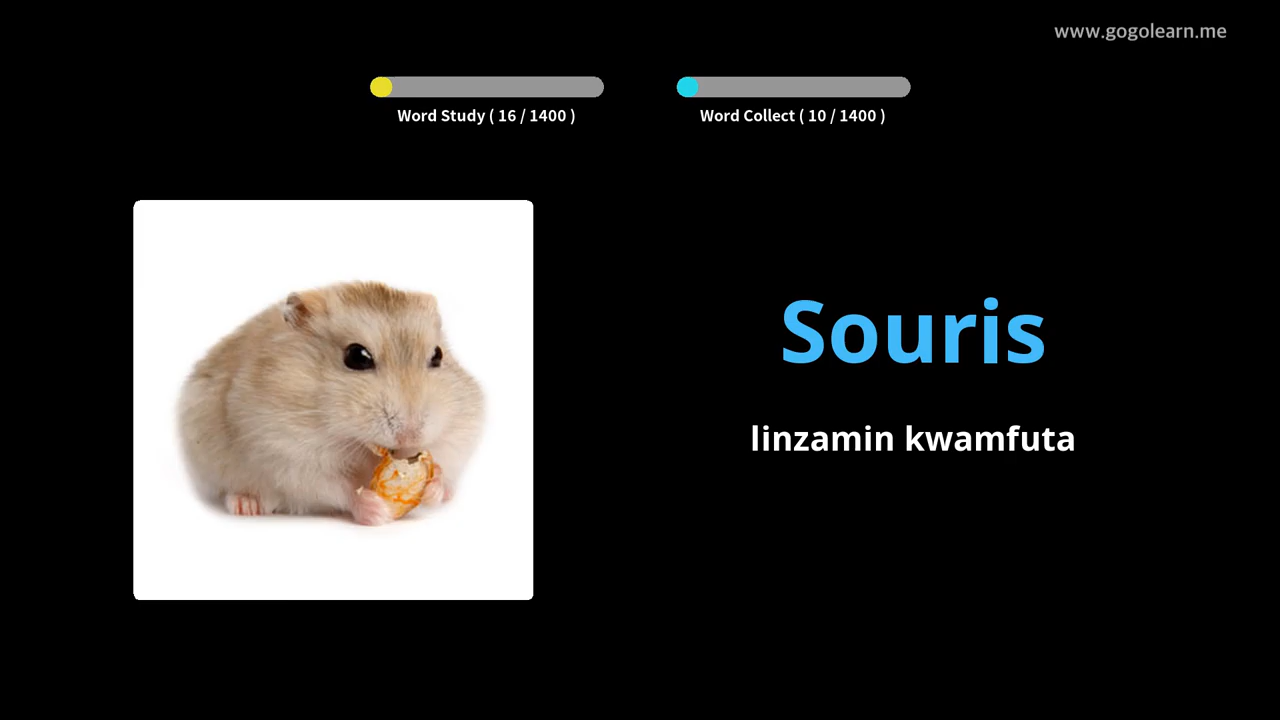 www.gogolearn.me
Word Study ( 16 / 1400 )
Word Collect ( 10 / 1400 )
Souris
linzamin kwamfuta